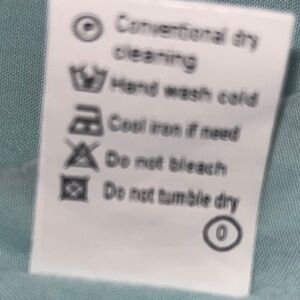 P Conventional dry
cleaning
Hand wash cold
Cool iron if need
Do not bleach
Do not tumble dry
0